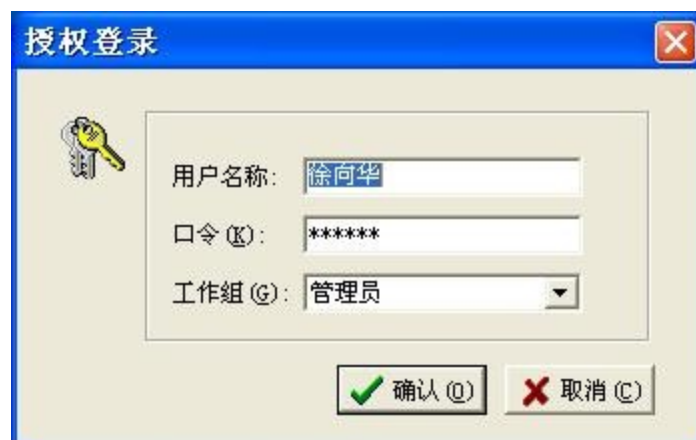 授权登录
用户名称: 徐向华
口令(K): ******
工作组(G): 管理员
确认(O) 取消(C)